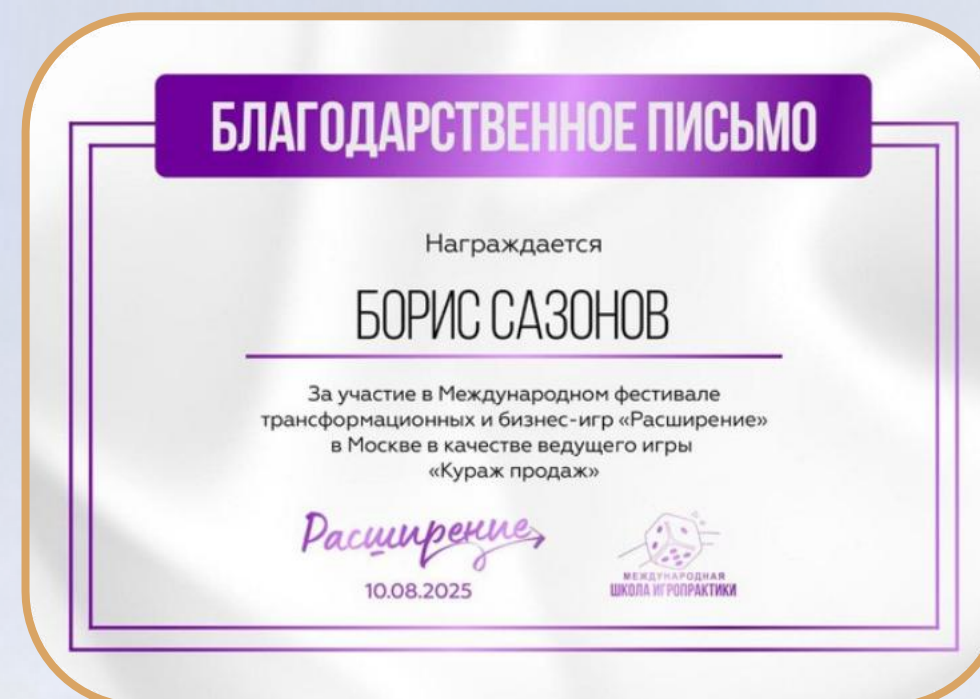 БЛАГОДАРСТВЕННОЕ ПИСЬМО
Награждается
БОРИС САЗОНОВ
За участие в Международном фестивале
трансформационных и бизнес-игр «Расширение»
в Москве в качестве ведущего игры
«Кураж продаж»
Расширение
10.08.2025
МЕЖДУНАРОДНАЯ
ШКОЛА ИГРОПРАКТИКИ